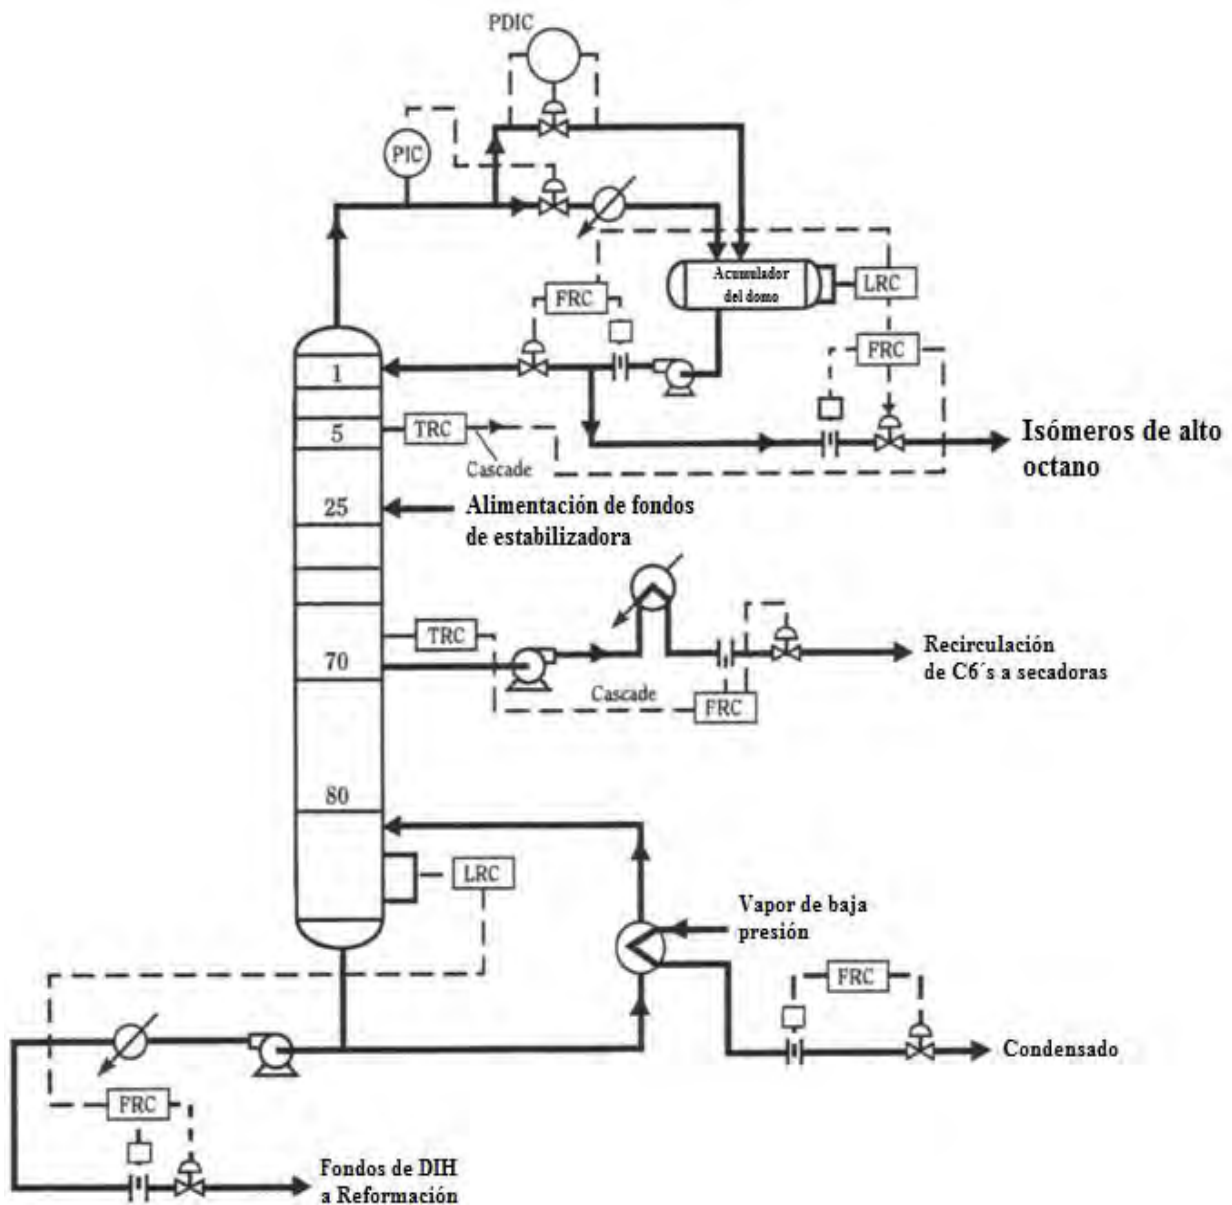 PDIC
PIC
Acumulador
del domo
LRC
FRC
FRC
1
5
TRC
Cascade
Isómeros de alto
octano
25
Alimentación de fondos
de estabilizadora
TRC
70
Recirculación
de C6´s a secadoras
Cascade
FRC
80
LRC
Vapor de baja
presión
FRC
Condensado
FRC
Fondos de DIH
a Reformación